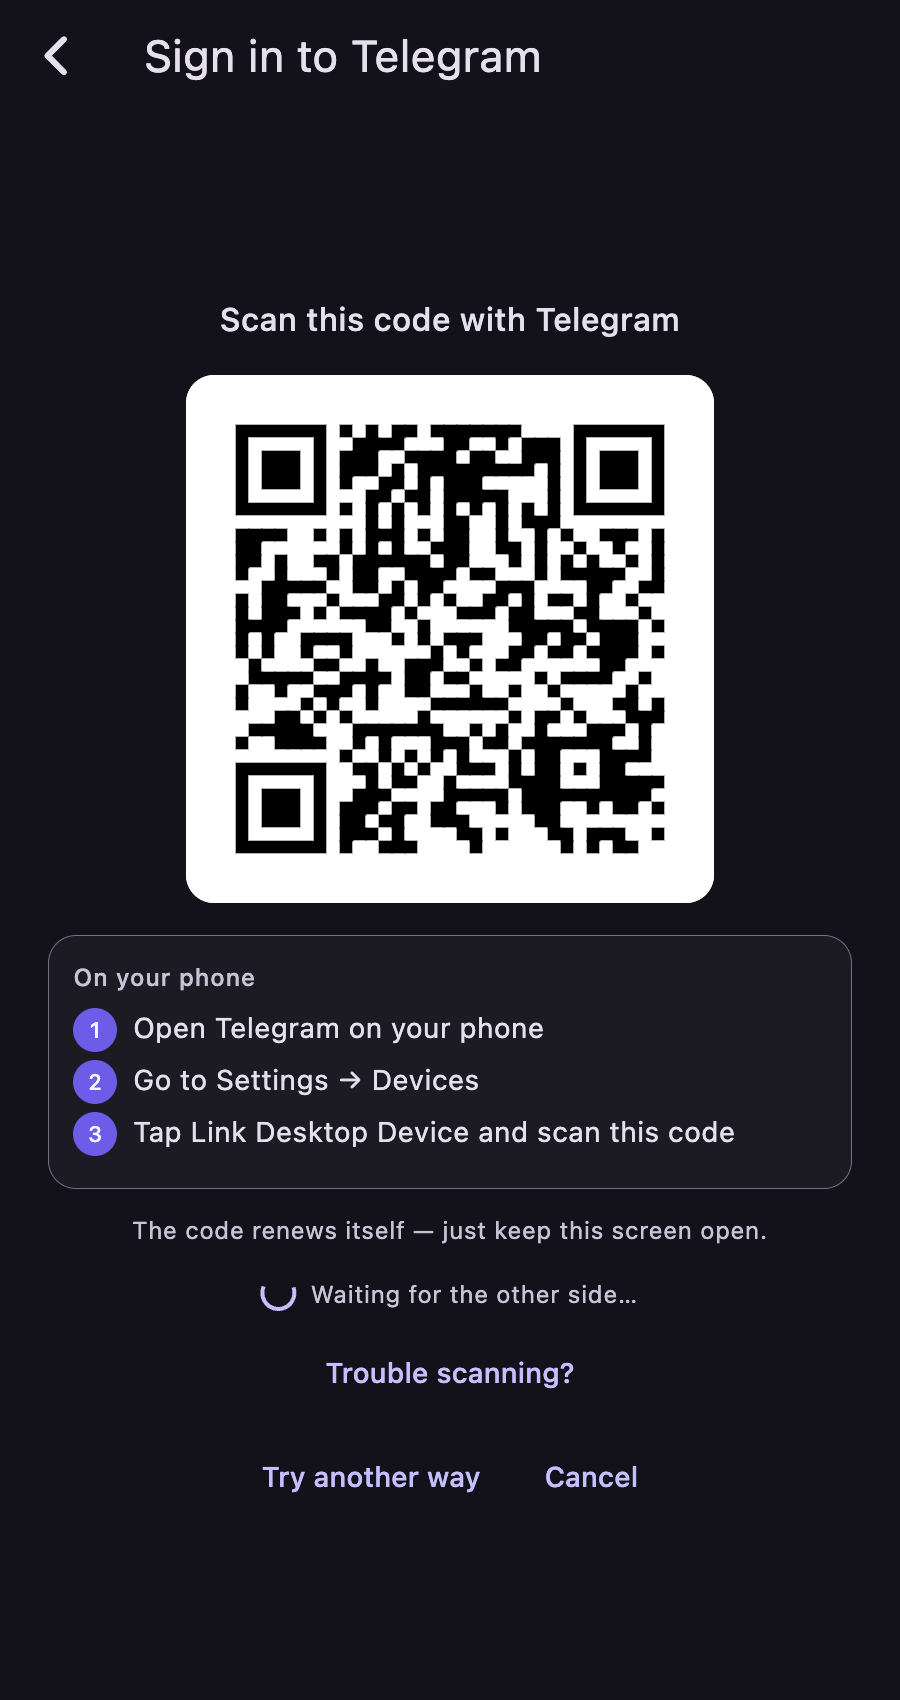 Sign in to Telegram
Scan this code with Telegram
On your phone
1 Open Telegram on your phone
2 Go to Settings → Devices
3 Tap Link Desktop Device and scan this code
The code renews itself — just keep this screen open.
Waiting for the other side...
Trouble scanning?
Try another way Cancel